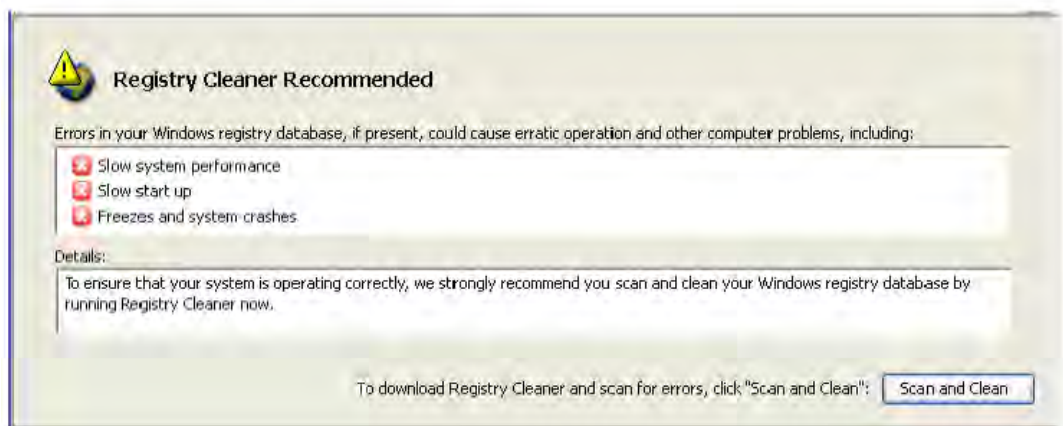 Registry Cleaner Recommended
Errors in your Windows registry database, if present, could cause erratic operation and other computer problems, including:
Slow system performance
Slow start up
Freezes and system crashes
Details:
To ensure that your system is operating correctly, we strongly recommend you scan and clean your Windows registry database by
running Registry Cleaner now.
To download Registry Cleaner and scan for errors, click "Scan and Clean": Scan and Clean